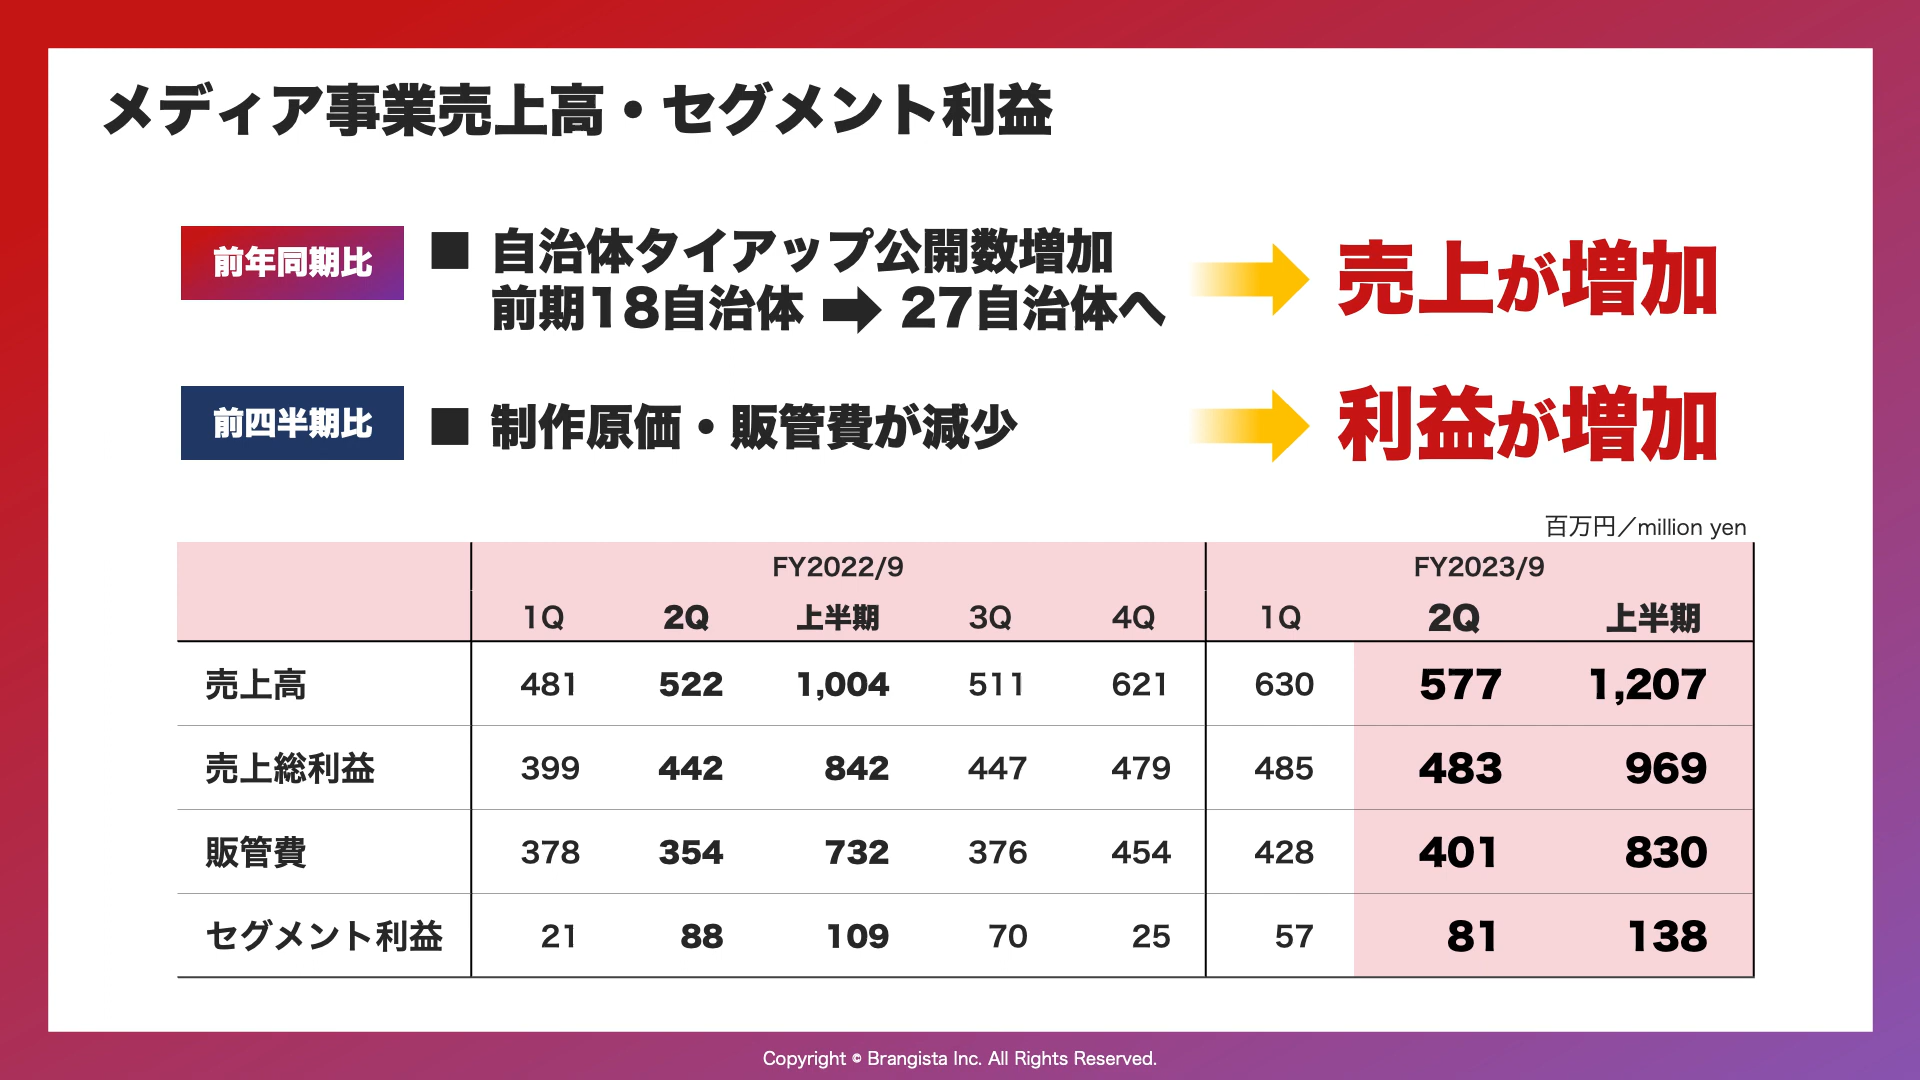 メディア事業売上高・セグメント利益
前年同期比
■ 自治体タイアップ公開数増加
前期18自治体 ➡ 27自治体へ
売上が増加
前四半期比
■ 制作原価・販管費が減少
利益が増加
百万円／million yen
FY2022/9 FY2023/9
1Q 2Q 上半期 3Q 4Q 1Q 2Q 上半期
売上高 481 522 1,004 511 621 630 577 1,207
売上総利益 399 442 842 447 479 485 483 969
販管費 378 354 732 376 454 428 401 830
セグメント利益 21 88 109 70 25 57 81 138
Copyright © Brangista Inc. All Rights Reserved.